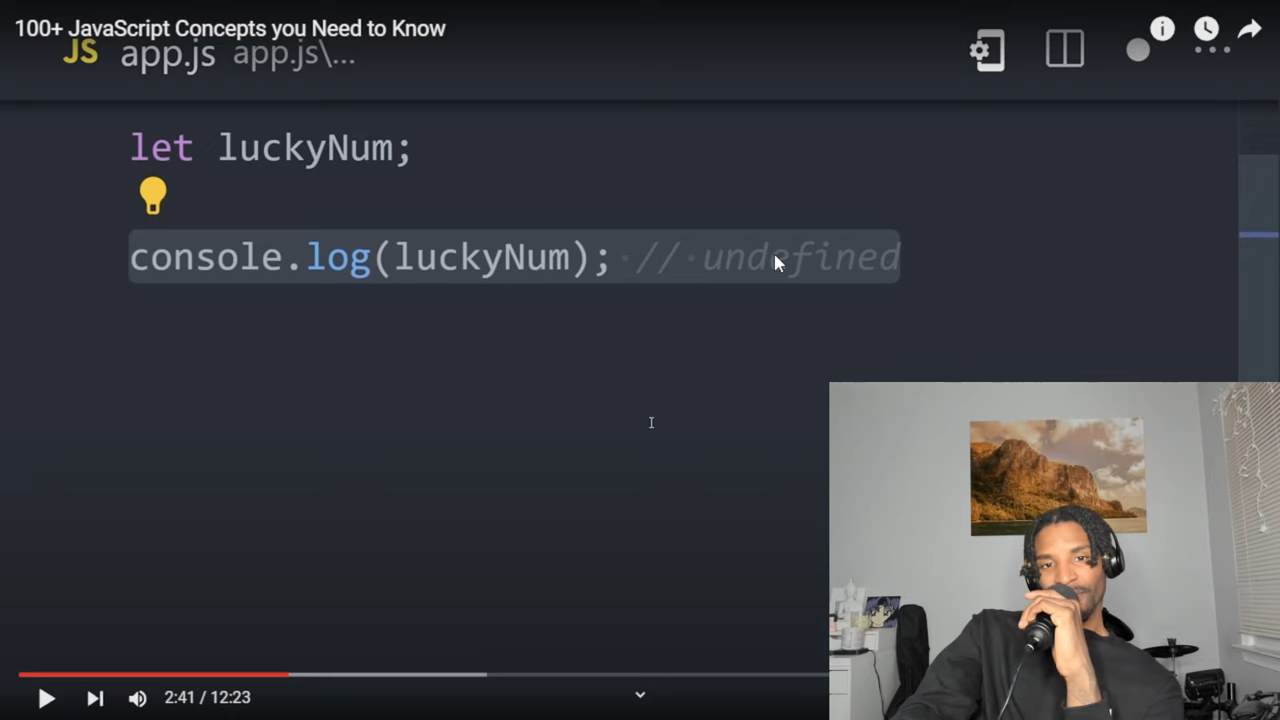 100+ JavaScript Concepts you Need to Know
JS app.js app.js\...
let luckyNum;
console.log(luckyNum); // undefined
2:41 / 12:23